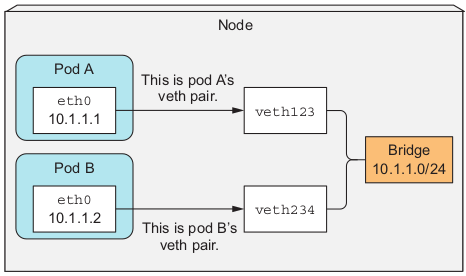 Node
Pod A
eth0
10.1.1.1
This is pod A's
veth pair.
veth123
Bridge
10.1.1.0/24
Pod B
eth0
10.1.1.2
This is pod B's
veth pair.
veth234